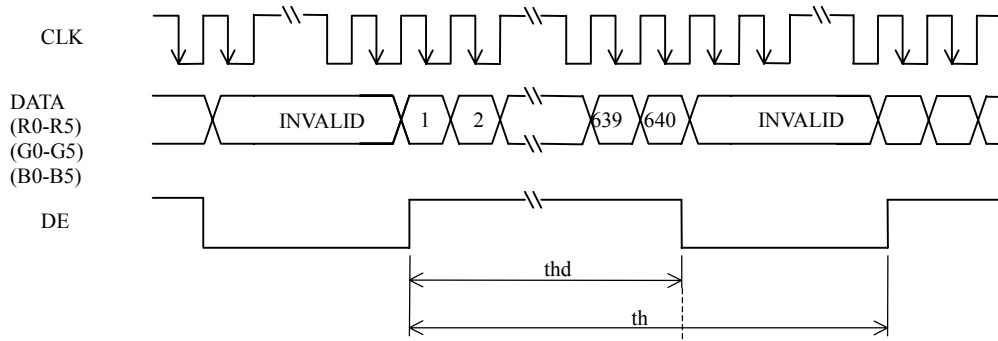 CLK
DATA
(R0-R5)
(G0-G5)
(B0-B5)
INVALID 1 2 639 640 INVALID
DE
thd
th